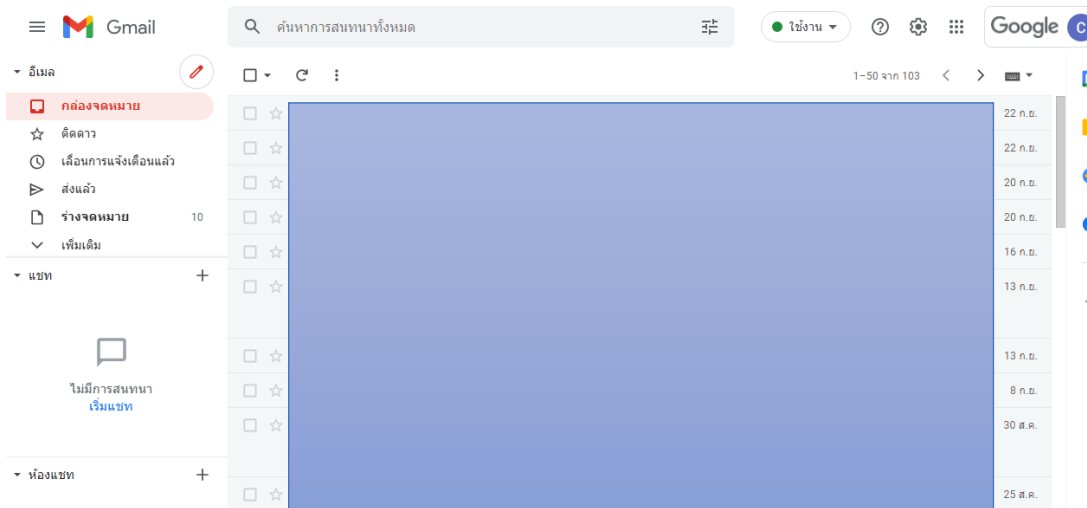 Gmail
ค้นหาการสนทนาทั้งหมด
ใช้งาน
Google
C
อีเมล
1–50 จาก 103
กล่องจดหมาย
ติดดาว
เลื่อนการแจ้งเตือนแล้ว
ส่งแล้ว
ร่างจดหมาย 10
เพิ่มเติม
แชท
ไม่มีการสนทนา
เริ่มแชท
ห้องแชท
22 ก.ย.
22 ก.ย.
20 ก.ย.
20 ก.ย.
16 ก.ย.
13 ก.ย.
13 ก.ย.
8 ก.ย.
30 ส.ค.
25 ส.ค.